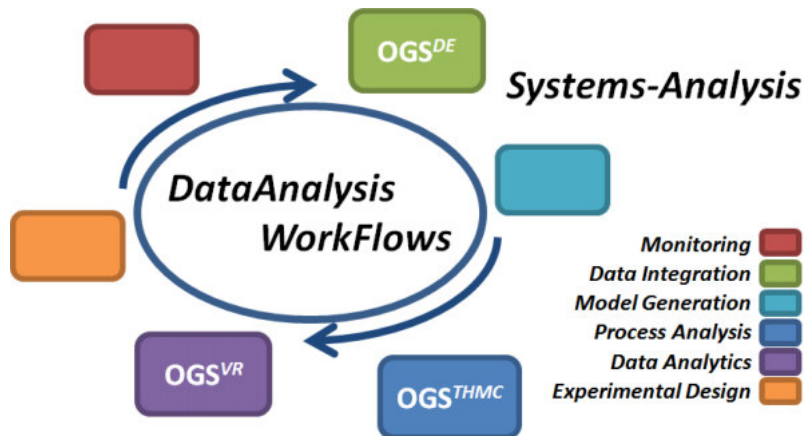 OGS^DE
Systems-Analysis
DataAnalysis
WorkFlows
OGS^VR
OGS^THMC
Monitoring
Data Integration
Model Generation
Process Analysis
Data Analytics
Experimental Design